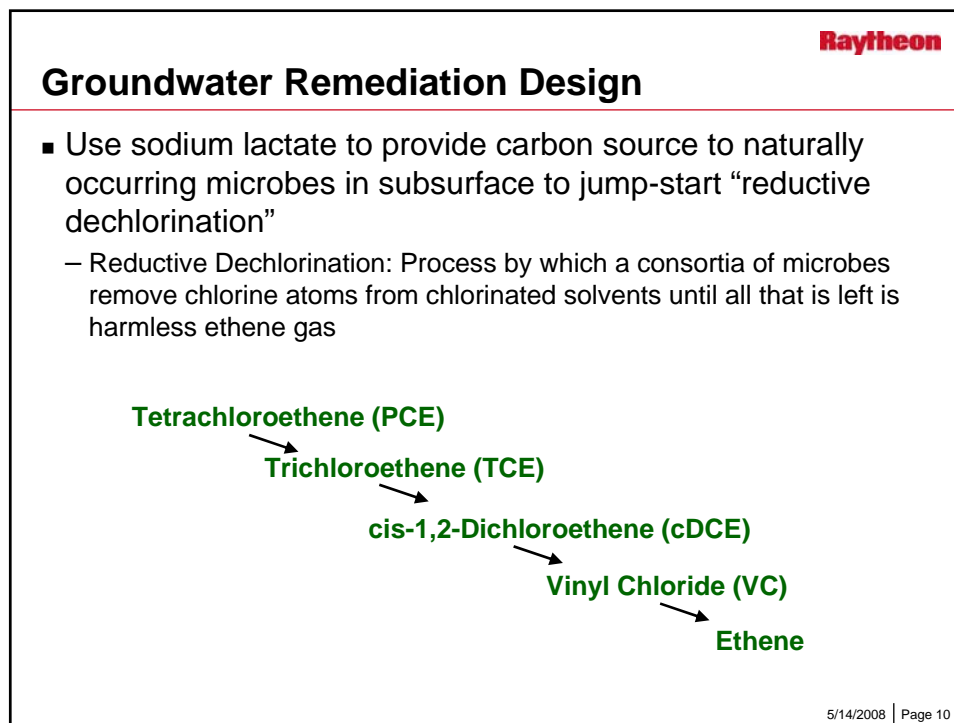 Raytheon
Groundwater Remediation Design
▪ Use sodium lactate to provide carbon source to naturally
occurring microbes in subsurface to jump-start “reductive
dechlorination”
– Reductive Dechlorination: Process by which a consortia of microbes
remove chlorine atoms from chlorinated solvents until all that is left is
harmless ethene gas
Tetrachloroethene (PCE)
Trichloroethene (TCE)
cis-1,2-Dichloroethene (cDCE)
Vinyl Chloride (VC)
Ethene
5/14/2008 | Page 10